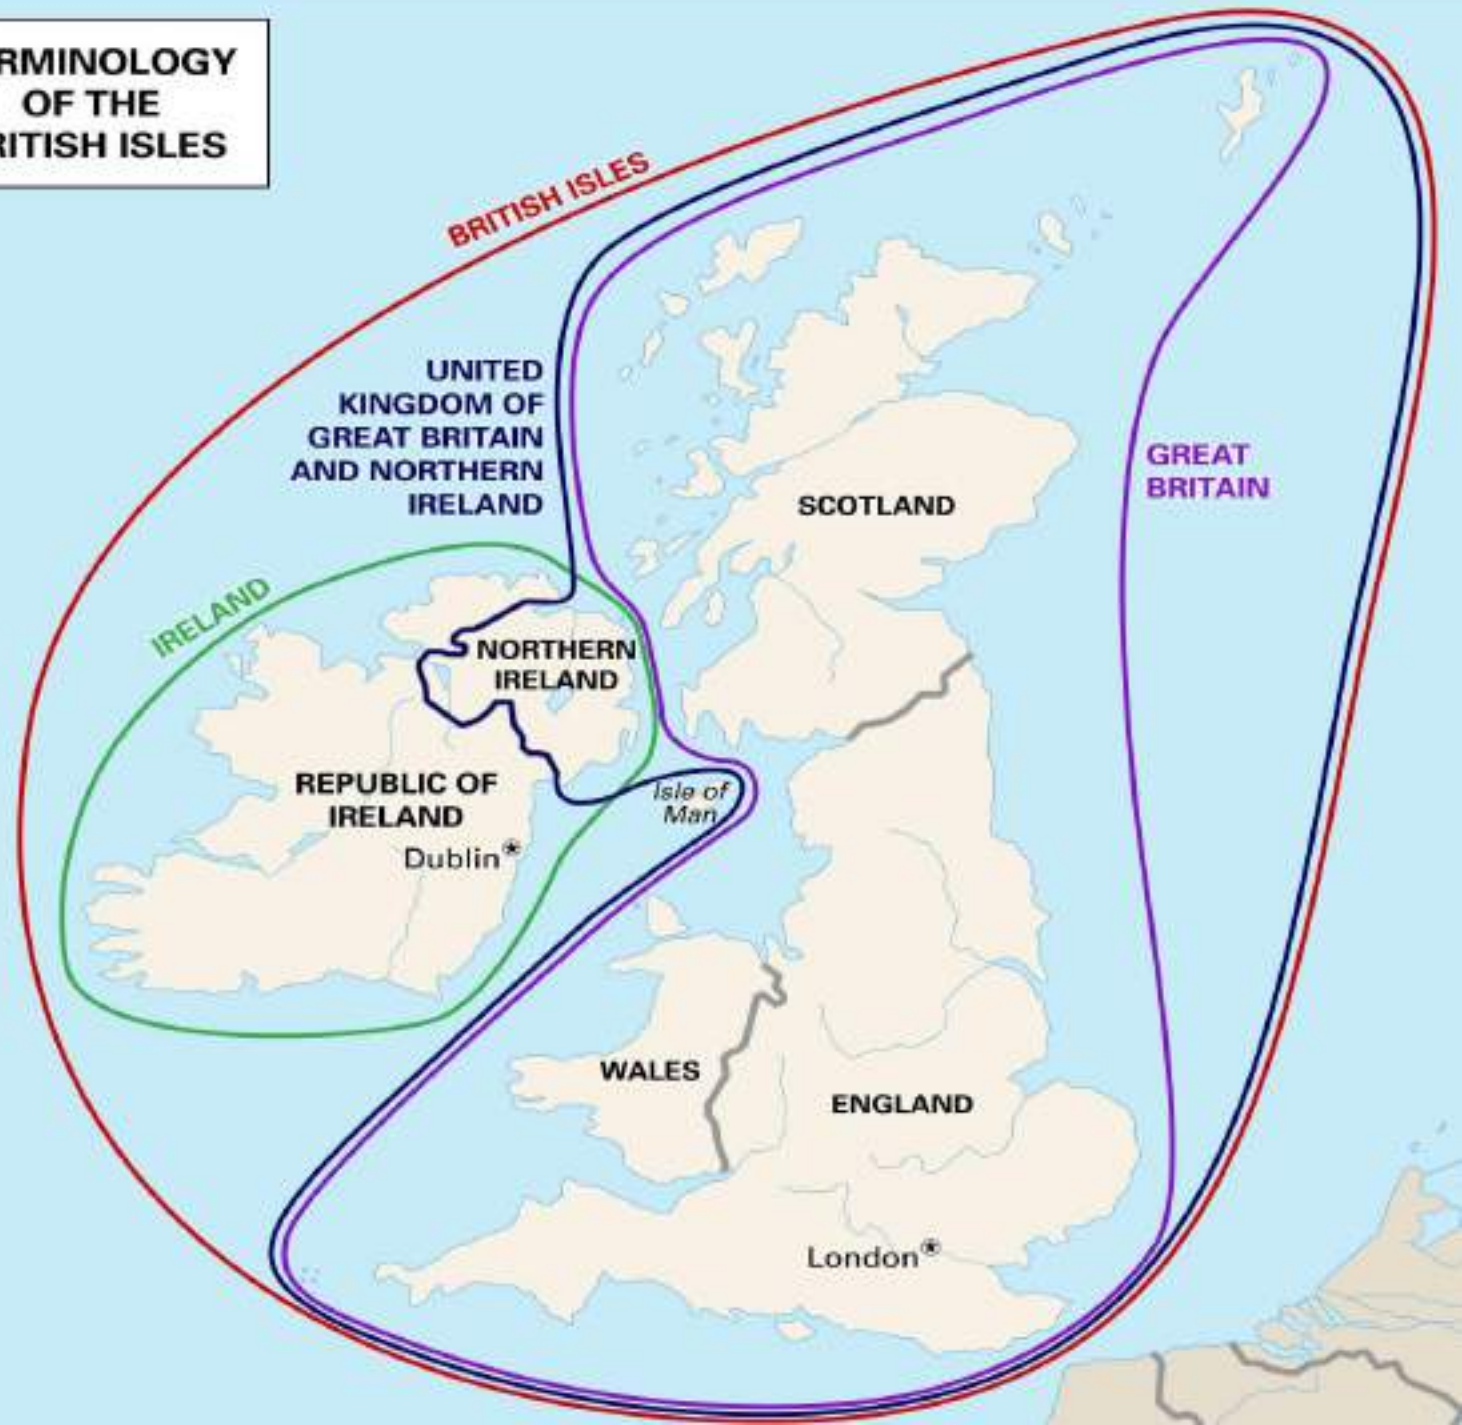 RMINOLOGY
OF THE
RITISH ISLES
BRITISH ISLES
UNITED
KINGDOM OF
GREAT BRITAIN
AND NORTHERN
IRELAND
GREAT
BRITAIN
SCOTLAND
IRELAND
NORTHERN
IRELAND
REPUBLIC OF
IRELAND
Dublin
Isle of
Man
WALES
ENGLAND
London